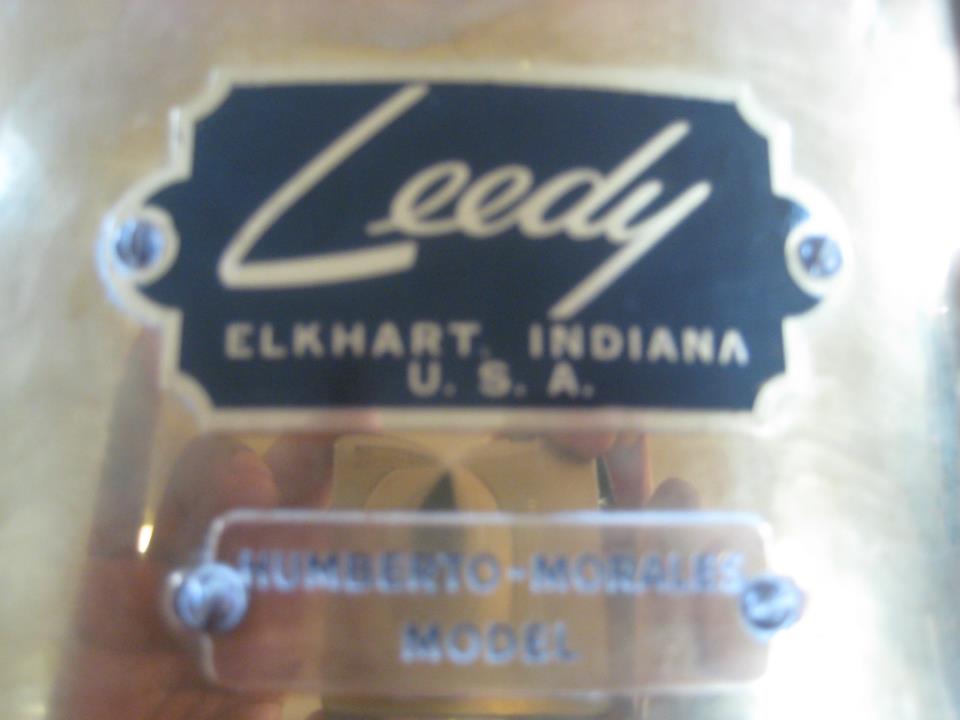 Leedy
ELKHART, INDIANA
U. S. A.
HUMBERTO-MORALES
MODEL